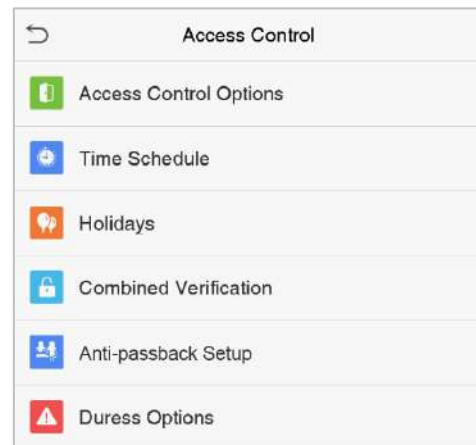 Access Control
Access Control Options
Time Schedule
Holidays
Combined Verification
Anti-passback Setup
Duress Options